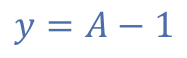 y = A − 1